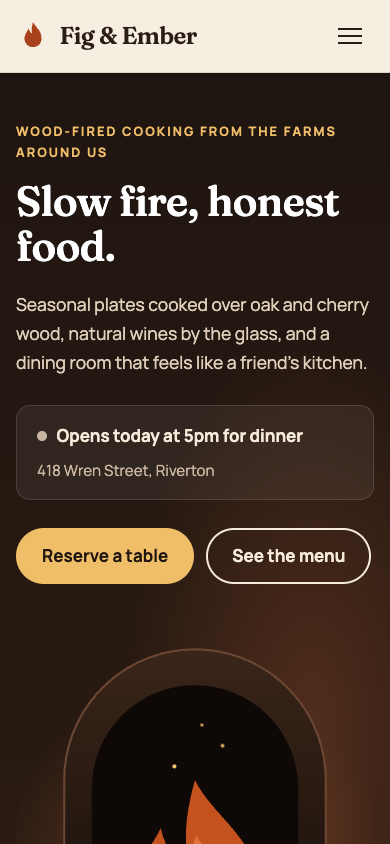 Fig & Ember
WOOD-FIRED COOKING FROM THE FARMS
AROUND US
Slow fire, honest
food.
Seasonal plates cooked over oak and cherry
wood, natural wines by the glass, and a
dining room that feels like a friend’s kitchen.
Opens today at 5pm for dinner
418 Wren Street, Riverton
Reserve a table
See the menu